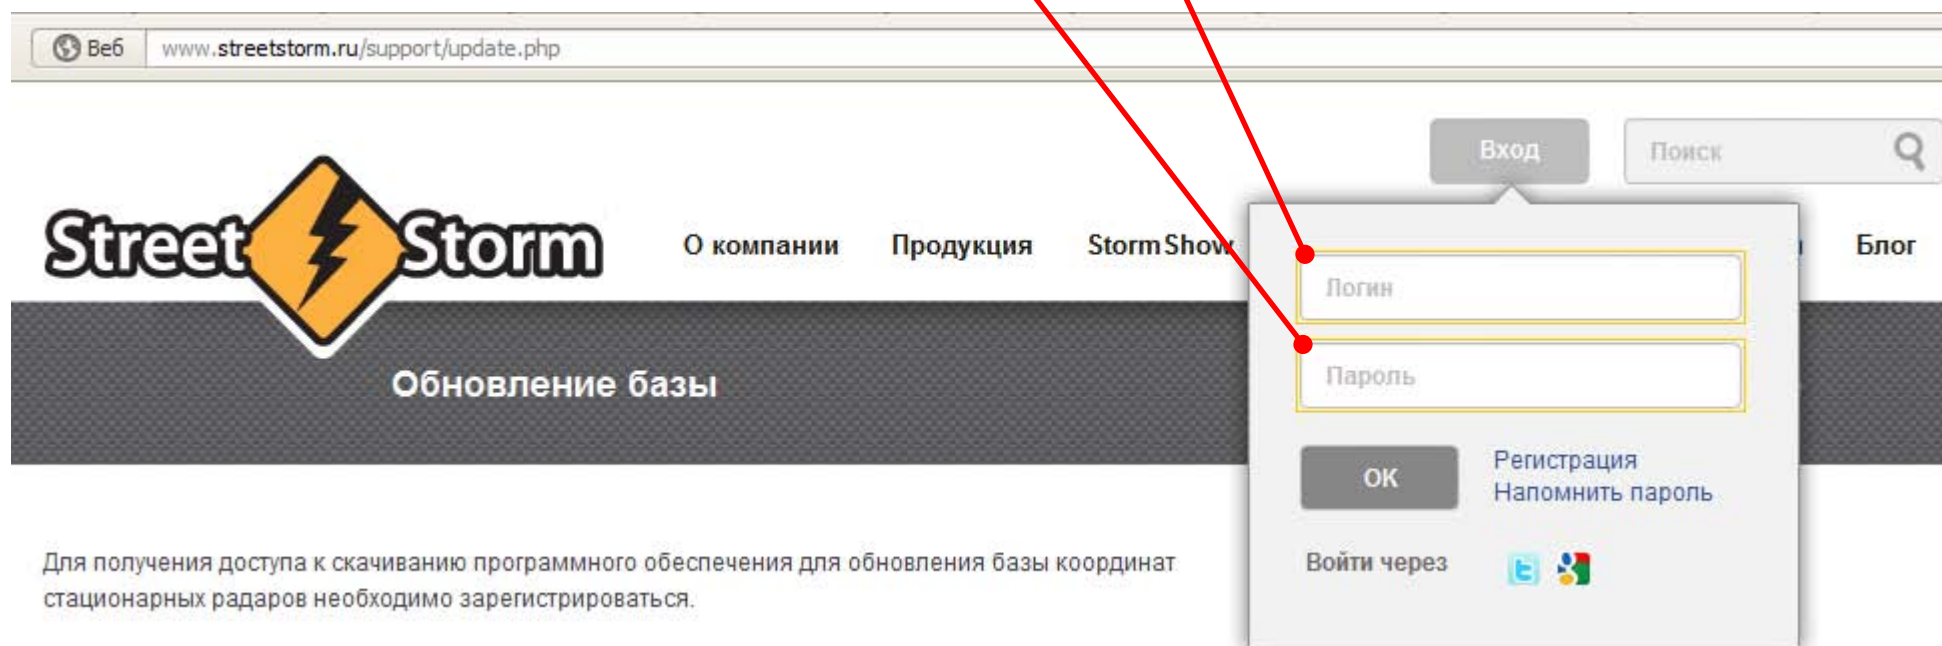 Веб www.streetstorm.ru/support/update.php
Вход Поиск
Street Storm О компании Продукция StormShow Блог
Логин
Обновление базы
Пароль
OK Регистрация
Напомнить пароль
Для получения доступа к скачиванию программного обеспечения для обновления базы координат
стационарных радаров необходимо зарегистрироваться.
Войти через